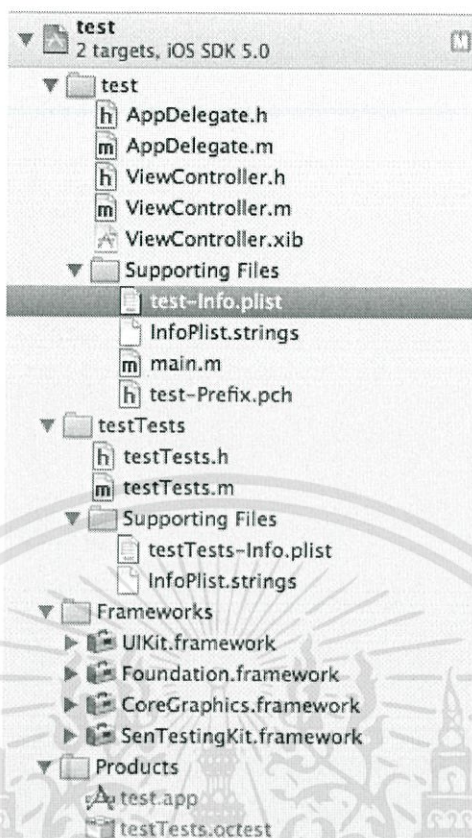 test
2 targets, iOS SDK 5.0
M
test
h AppDelegate.h
m AppDelegate.m
h ViewController.h
m ViewController.m
ViewController.xib
Supporting Files
test-Info.plist
InfoPlist.strings
m main.m
h test-Prefix.pch
testTests
h testTests.h
m testTests.m
Supporting Files
testTests-Info.plist
InfoPlist.strings
Frameworks
UIKit.framework
Foundation.framework
CoreGraphics.framework
SenTestingKit.framework
Products
test.app
testTests.octest